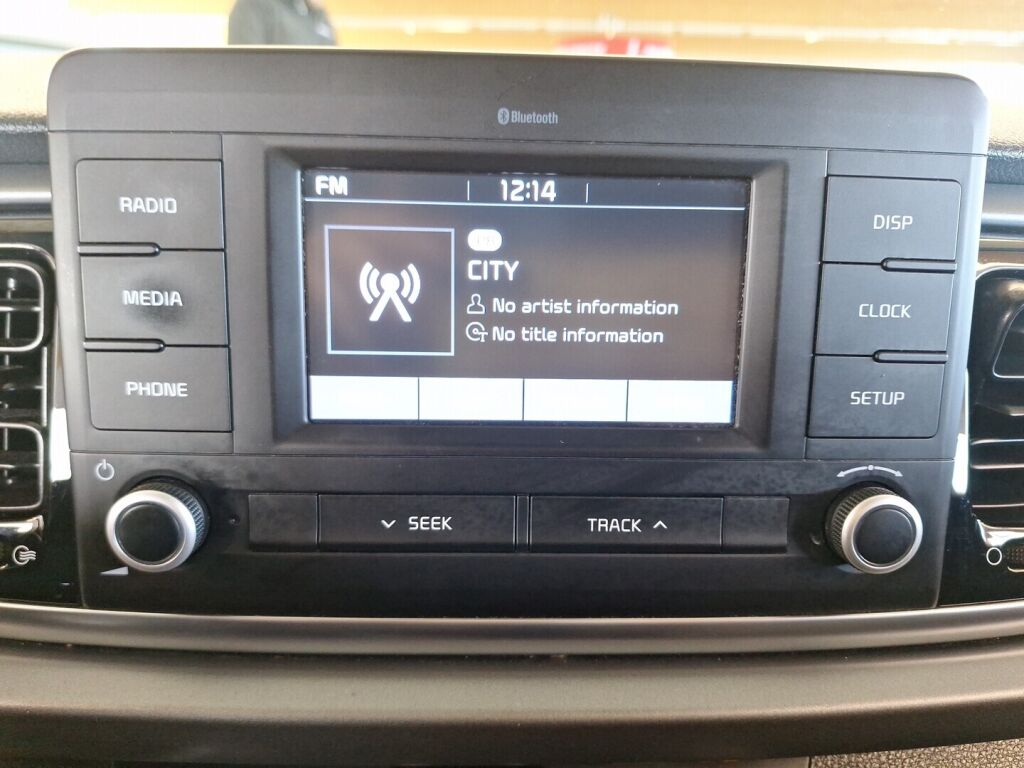 Bluetooth
RADIO
MEDIA
PHONE
FM 12:14
CITY
No artist information
No title information
DISP
CLOCK
SETUP
SEEK
TRACK